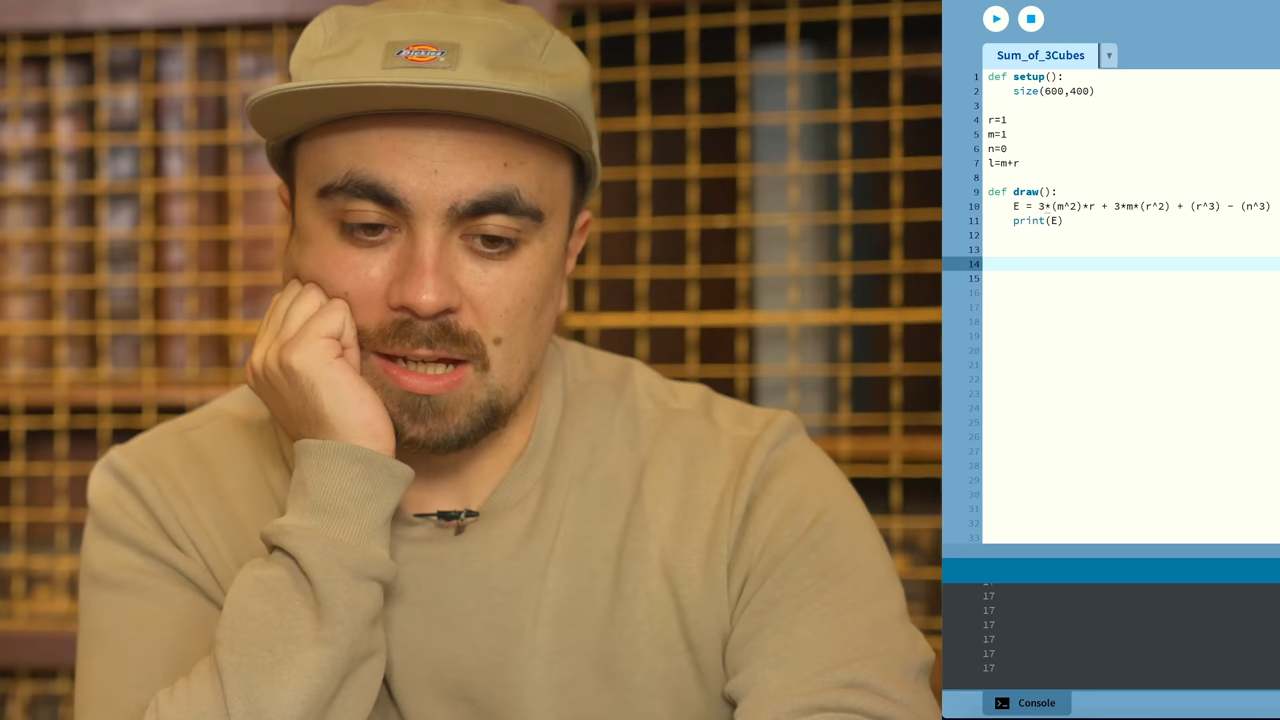 Dickies
Sum_of_3Cubes
1 def setup():
2     size(600,400)
3
4 r=1
5 m=1
6 n=0
7 l=m+r
8
9 def draw():
10     E = 3*(m^2)*r + 3*m*(r^2) + (r^3) - (n^3)
11     print(E)
12
13
14
15
16
17
18
19
20
21
22
23
24
25
26
27
28
29
30
31
32
33
17
17
17
17
17
17
Console